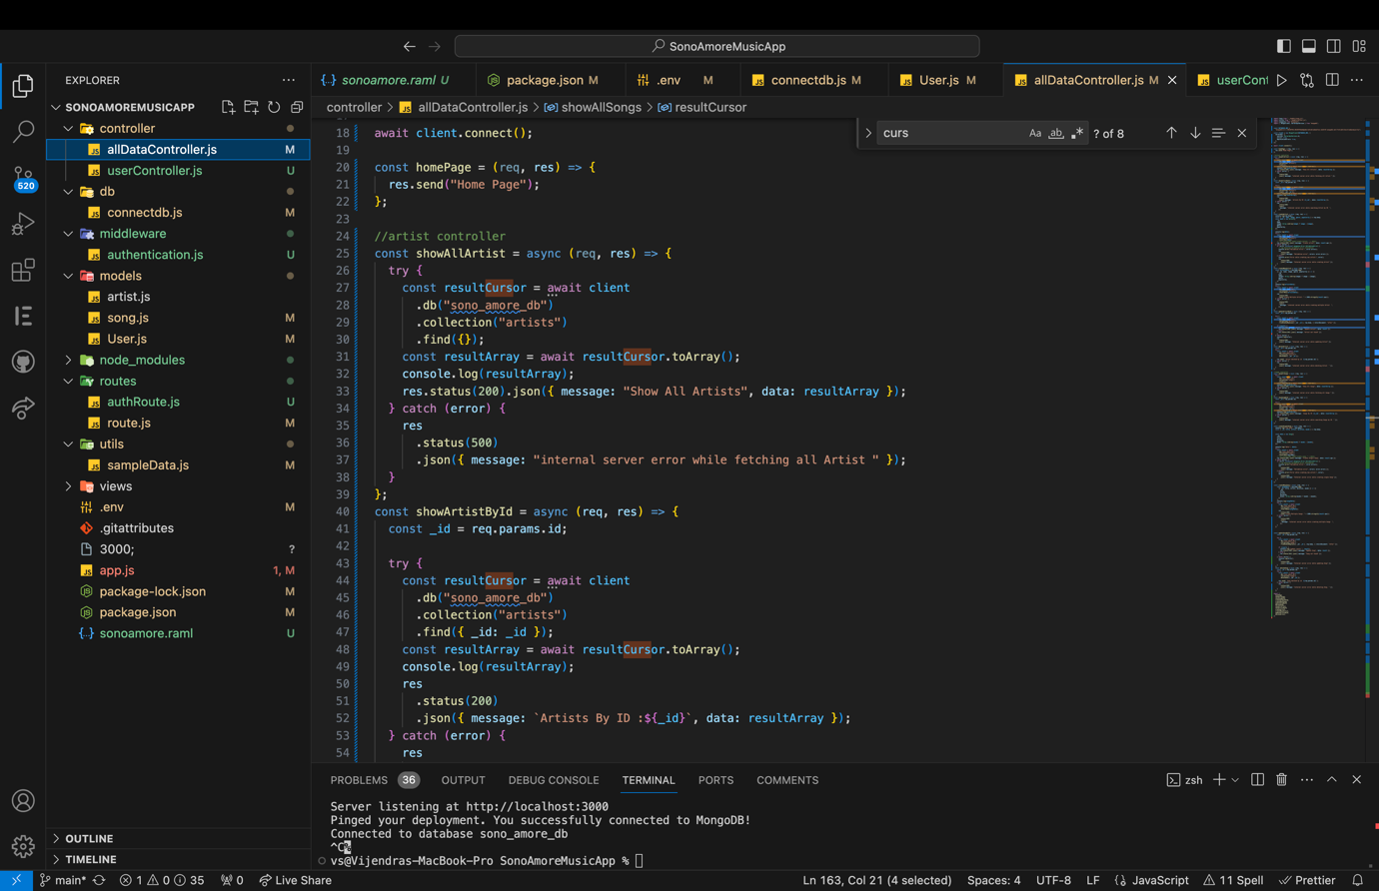 SonoAmoreMusicApp
EXPLORER
sonoamore.raml U
package.json M
.env M
connectdb.js M
User.js M
allDataController.js M
userCont
SONOAMOREMUSICAPP
controller > allDataController.js > showAllSongs > resultCursor
curs
Aa ab ? of 8
controller
allDataController.js M
userController.js U
db
connectdb.js M
middleware
authentication.js U
models
artist.js
song.js M
User.js M
node_modules
routes
authRoute.js U
route.js M
utils
sampleData.js M
views
.env M
.gitattributes
3000; ?
app.js 1, M
package-lock.json M
package.json M
sonoamore.raml U
OUTLINE
TIMELINE
520
18 await client.connect();
19
20 const homePage = (req, res) => {
21 res.send("Home Page");
22 };
23
24 //artist controller
25 const showAllArtist = async (req, res) => {
26 try {
27 const resultCursor = await client
28 .db("sono_amore_db")
29 .collection("artists")
30 .find({});
31 const resultArray = await resultCursor.toArray();
32 console.log(resultArray);
33 res.status(200).json({ message: "Show All Artists", data: resultArray });
34 } catch (error) {
35 res
36 .status(500)
37 .json({ message: "internal server error while fetching all Artist " });
38 }
39 };
40 const showArtistById = async (req, res) => {
41 const _id = req.params.id;
42
43 try {
44 const resultCursor = await client
45 .db("sono_amore_db")
46 .collection("artists")
47 .find({ _id: _id });
48 const resultArray = await resultCursor.toArray();
49 console.log(resultArray);
50 res
51 .status(200)
52 .json({ message: `Artists By ID :${_id}`, data: resultArray });
53 } catch (error) {
54 res
PROBLEMS 36 OUTPUT DEBUG CONSOLE TERMINAL PORTS COMMENTS
zsh
Server listening at http://localhost:3000
Pinged your deployment. You successfully connected to MongoDB!
Connected to database sono_amore_db
^C
vs@Vijendras-MacBook-Pro SonoAmoreMusicApp %
main* 1 0 35 0 Live Share
Ln 163, Col 21 (4 selected) Spaces: 4 UTF-8 LF {} JavaScript 11 Spell Prettier